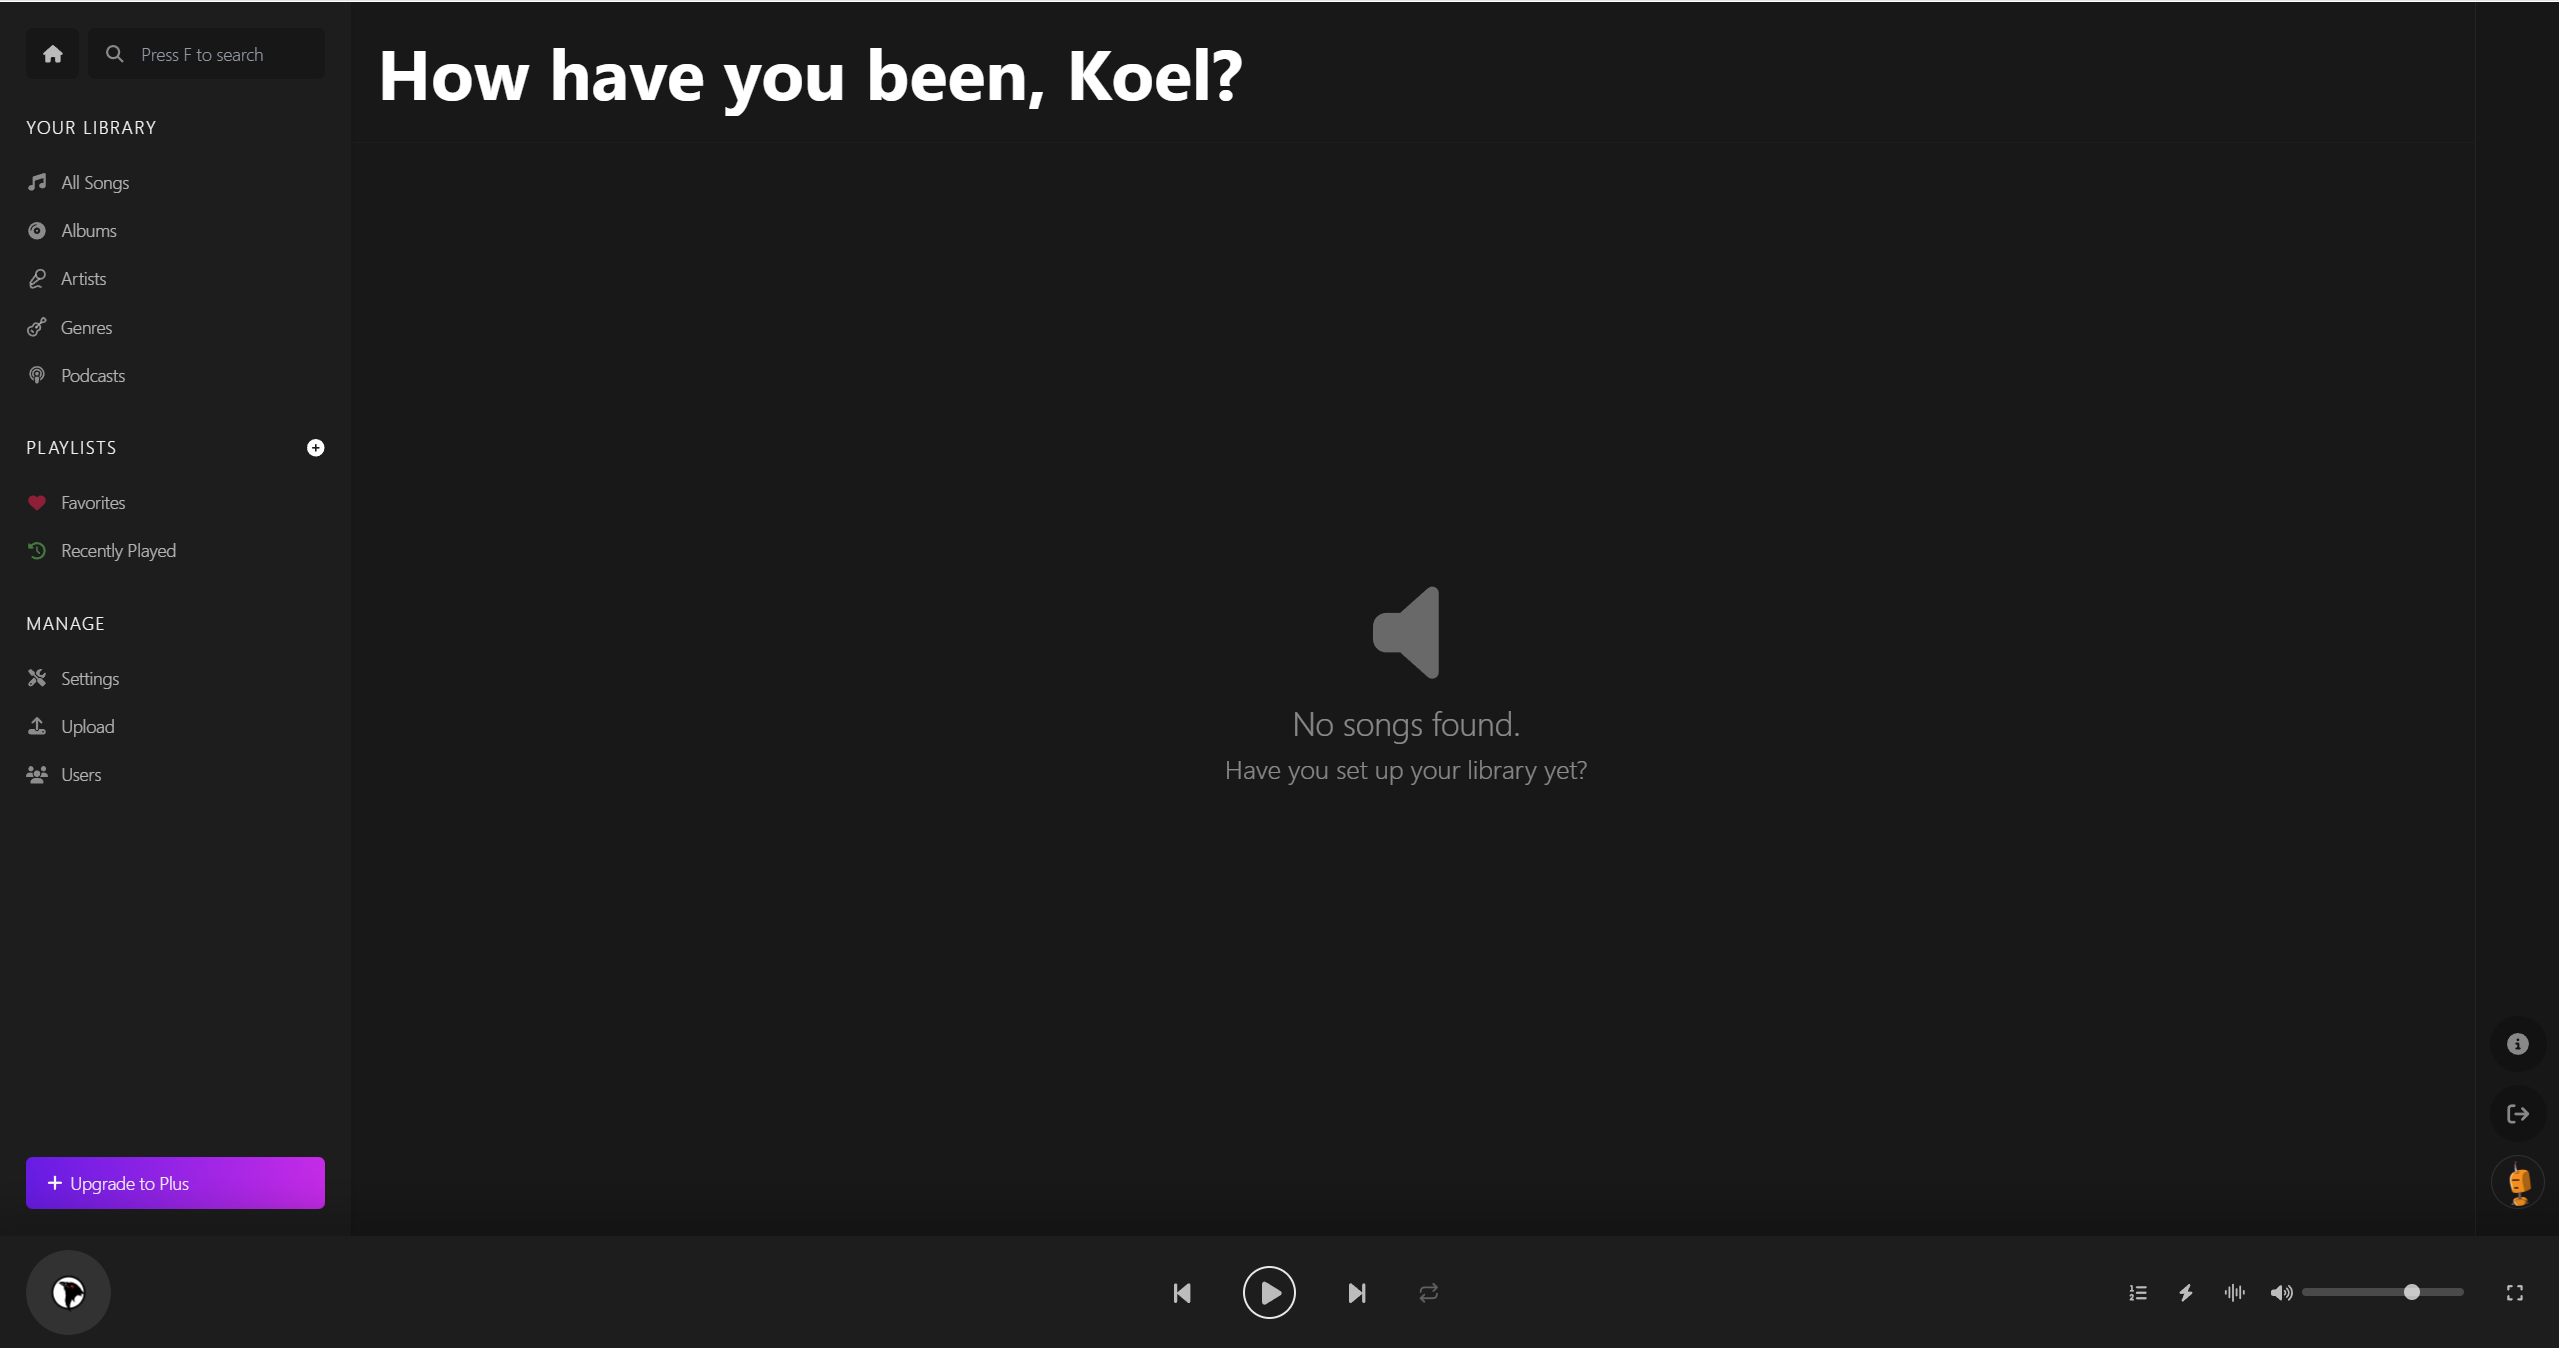 Press F to search
YOUR LIBRARY
All Songs
Albums
Artists
Genres
Podcasts
PLAYLISTS
Favorites
Recently Played
MANAGE
Settings
Upload
Users
Upgrade to Plus
How have you been, Koel?
No songs found.
Have you set up your library yet?